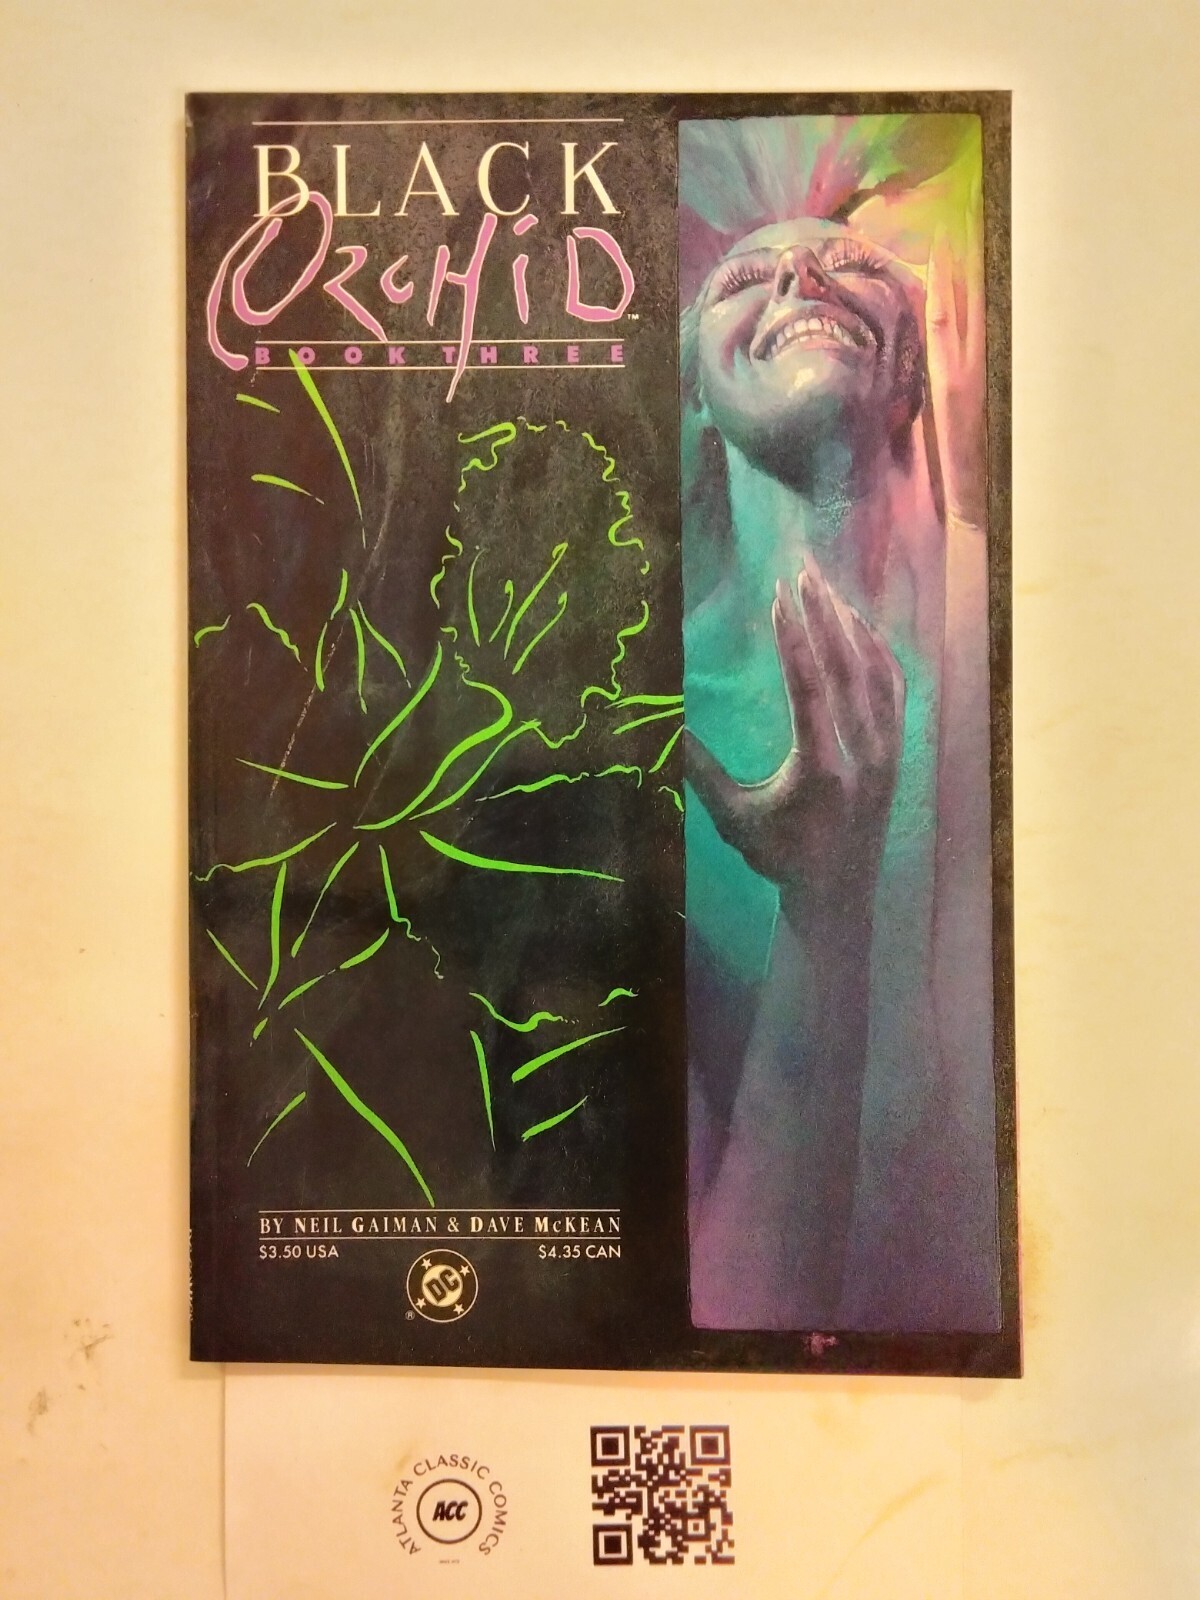 BLACK
ORCHID™
BOOK THREE
BY NEIL GAIMAN & DAVE McKEAN
$3.50 USA
$4.35 CAN
DC
®
ATLANTA CLASSIC COMICS
ACC